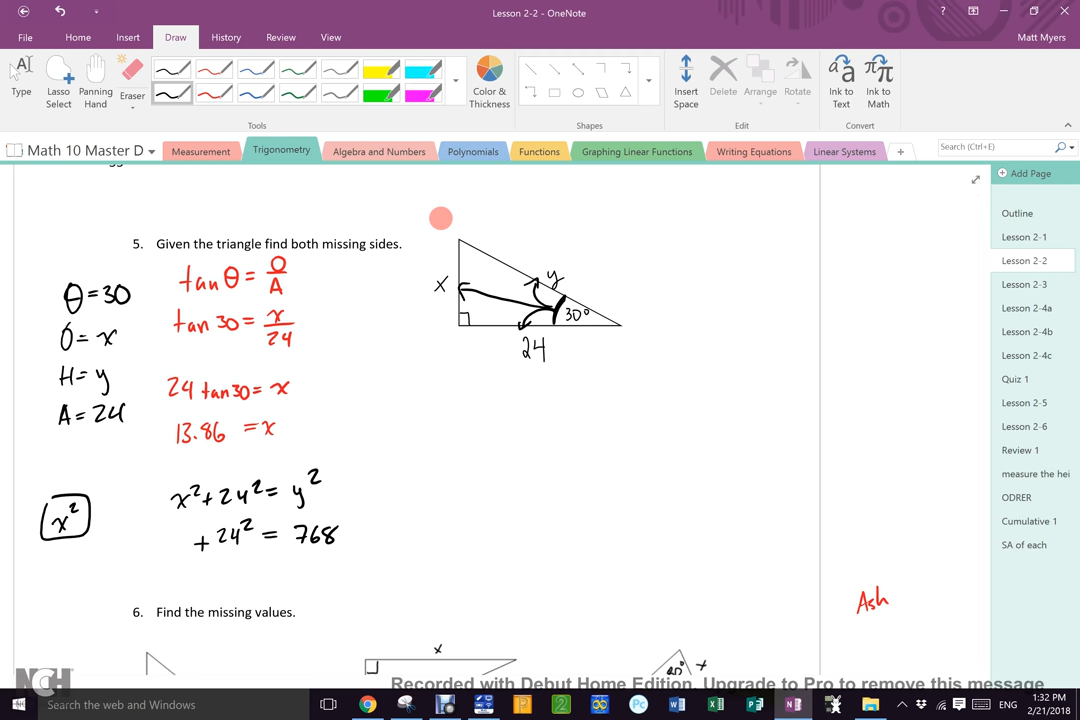 Lesson 2-2 - OneNote
?
File Home Insert Draw History Review View
Matt Myers
Type
Lasso Select
Panning Hand
Eraser
Color & Thickness
Insert Space
Delete
Arrange
Rotate
Ink to Text
Ink to Math
Tools
Shapes
Edit
Convert
Math 10 Master D
Measurement
Trigonometry
Algebra and Numbers
Polynomials
Functions
Graphing Linear Functions
Writing Equations
Linear Systems
Search (Ctrl+E)
Add Page
Outline
Lesson 2-1
Lesson 2-2
Lesson 2-3
Lesson 2-4a
Lesson 2-4b
Lesson 2-4c
Quiz 1
Lesson 2-5
Lesson 2-6
Review 1
measure the hei
ODRER
Cumulative 1
SA of each
5. Given the triangle find both missing sides.
θ = 30
O = x
H = y
A = 24
tan θ = O/A
tan 30 = x/24
24 tan 30 = x
13.86 = x
x² + 24² = y²
+ 24² = 768
x²
x
y
30°
24
Ash
6. Find the missing values.
x
25°
x
NCH
Recorded with Debut Home Edition. Upgrade to Pro to remove this message
Search the web and Windows
ENG
1:32 PM
2/21/2018